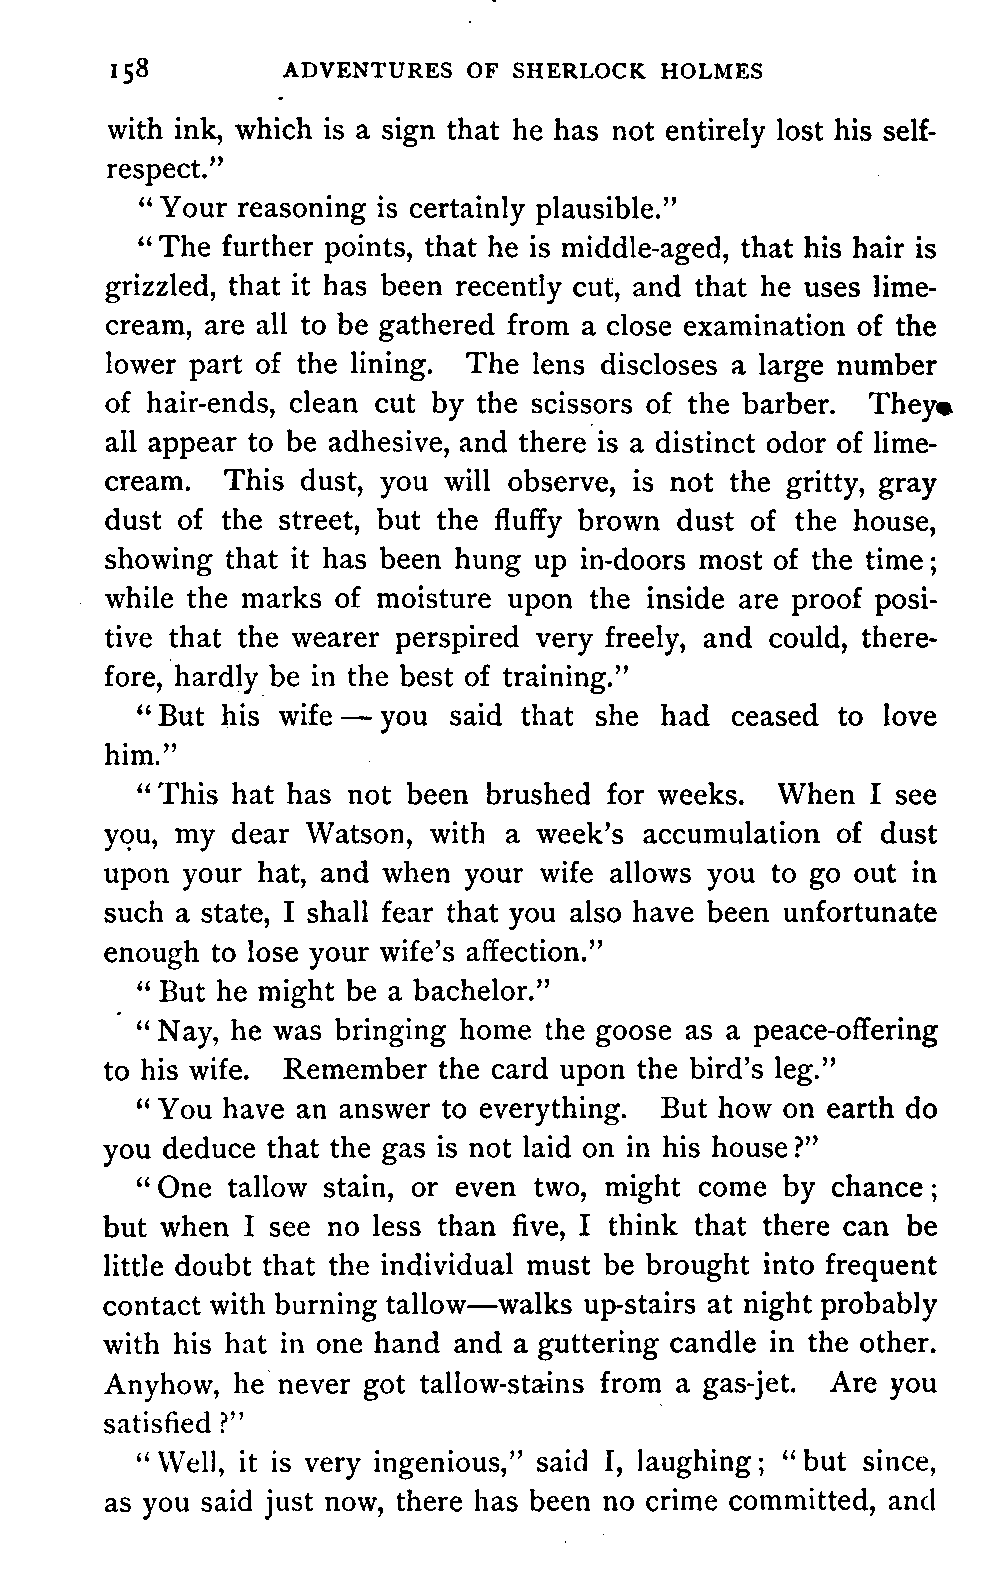 158 ADVENTURES OF SHERLOCK HOLMES
with ink, which is a sign that he has not entirely lost his self-
respect."
"Your reasoning is certainly plausible."
"The further points, that he is middle-aged, that his hair is
grizzled, that it has been recently cut, and that he uses lime-
cream, are all to be gathered from a close examination of the
lower part of the lining. The lens discloses a large number
of hair-ends, clean cut by the scissors of the barber. They
all appear to be adhesive, and there is a distinct odor of lime-
cream. This dust, you will observe, is not the gritty, gray
dust of the street, but the fluffy brown dust of the house,
showing that it has been hung up in-doors most of the time;
while the marks of moisture upon the inside are proof posi-
tive that the wearer perspired very freely, and could, there-
fore, hardly be in the best of training."
"But his wife — you said that she had ceased to love
him."
"This hat has not been brushed for weeks. When I see
you, my dear Watson, with a week's accumulation of dust
upon your hat, and when your wife allows you to go out in
such a state, I shall fear that you also have been unfortunate
enough to lose your wife's affection."
"But he might be a bachelor."
"Nay, he was bringing home the goose as a peace-offering
to his wife. Remember the card upon the bird's leg."
"You have an answer to everything. But how on earth do
you deduce that the gas is not laid on in his house?"
"One tallow stain, or even two, might come by chance;
but when I see no less than five, I think that there can be
little doubt that the individual must be brought into frequent
contact with burning tallow—walks up-stairs at night probably
with his hat in one hand and a guttering candle in the other.
Anyhow, he never got tallow-stains from a gas-jet. Are you
satisfied?"
"Well, it is very ingenious," said I, laughing; "but since,
as you said just now, there has been no crime committed, and